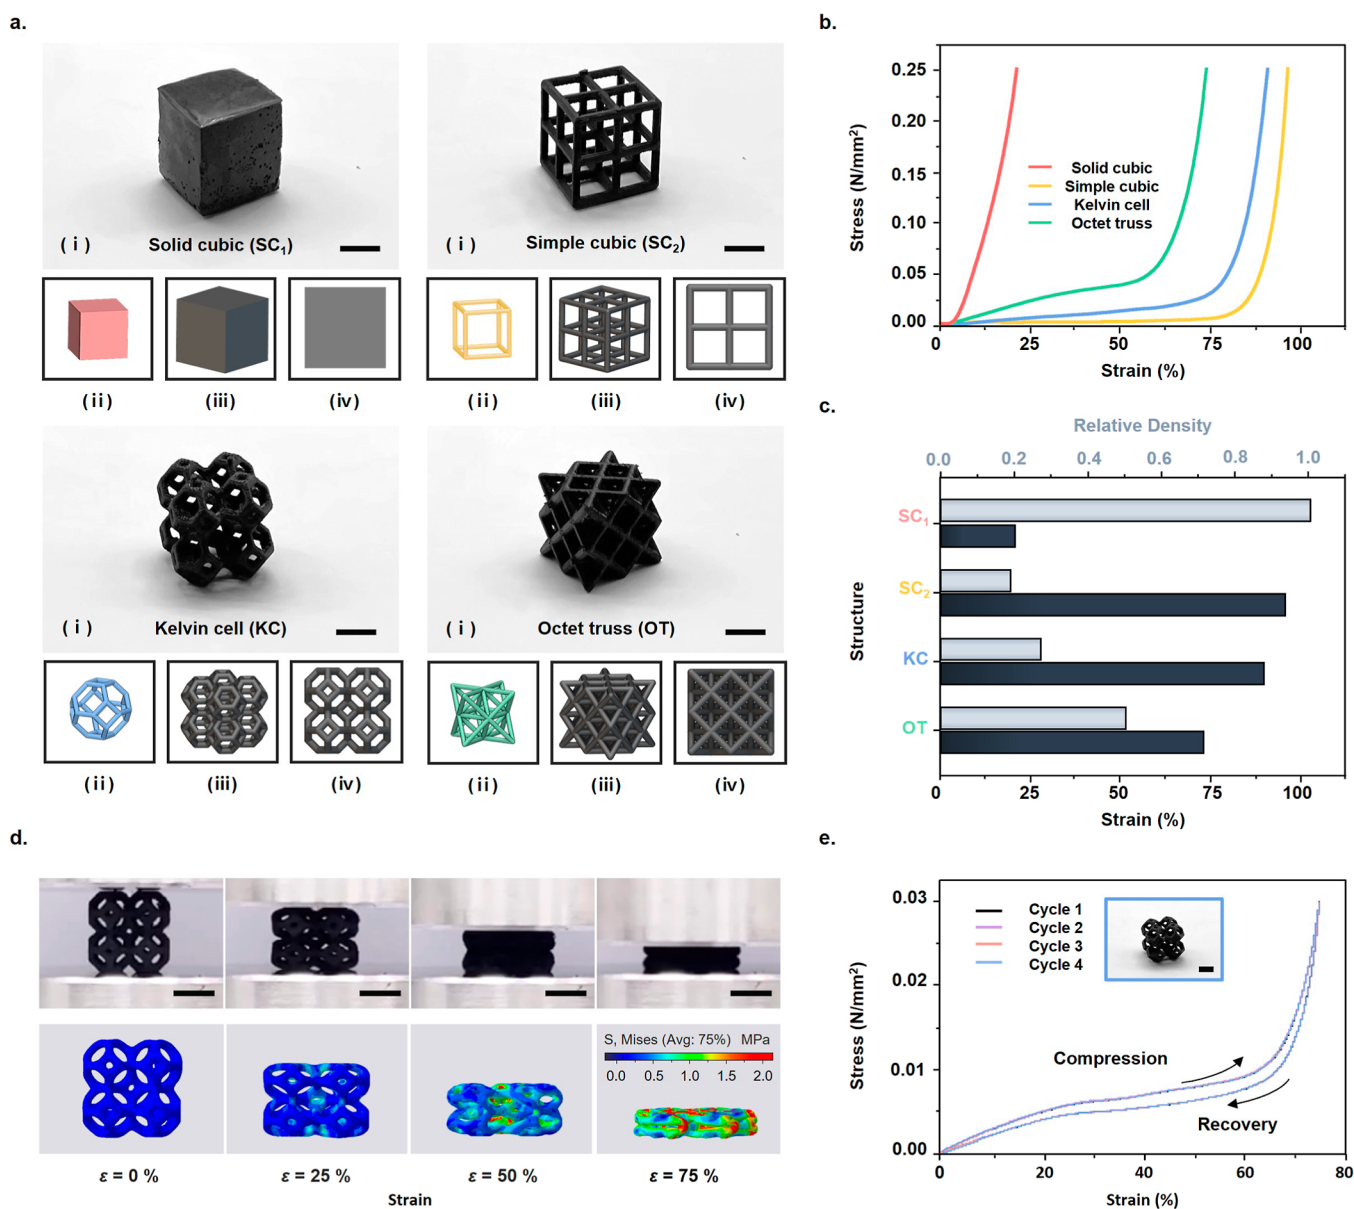 a.
( i ) Solid cubic (SC1)
( i ) Simple cubic (SC2)
(ii) (iii) (iv)
(ii) (iii) (iv)
( i ) Kelvin cell (KC)
( i ) Octet truss (OT)
(ii) (iii) (iv)
(ii) (iii) (iv)
b.
0.25
0.20
0.15
0.10
0.05
0.00
Stress (N/mm2)
Solid cubic
Simple cubic
Kelvin cell
Octet truss
0 25 50 75 100
Strain (%)
c.
Relative Density
0.0 0.2 0.4 0.6 0.8 1.0
SC1
SC2
KC
OT
Structure
0 25 50 75 100
Strain (%)
d.
S, Mises (Avg: 75%) MPa
0.0 0.5 1.0 1.5 2.0
ε = 0 % ε = 25 % ε = 50 % ε = 75 %
Strain
e.
0.03
0.02
0.01
0.00
Stress (N/mm2)
Cycle 1
Cycle 2
Cycle 3
Cycle 4
Compression
Recovery
0 20 40 60 80
Strain (%)